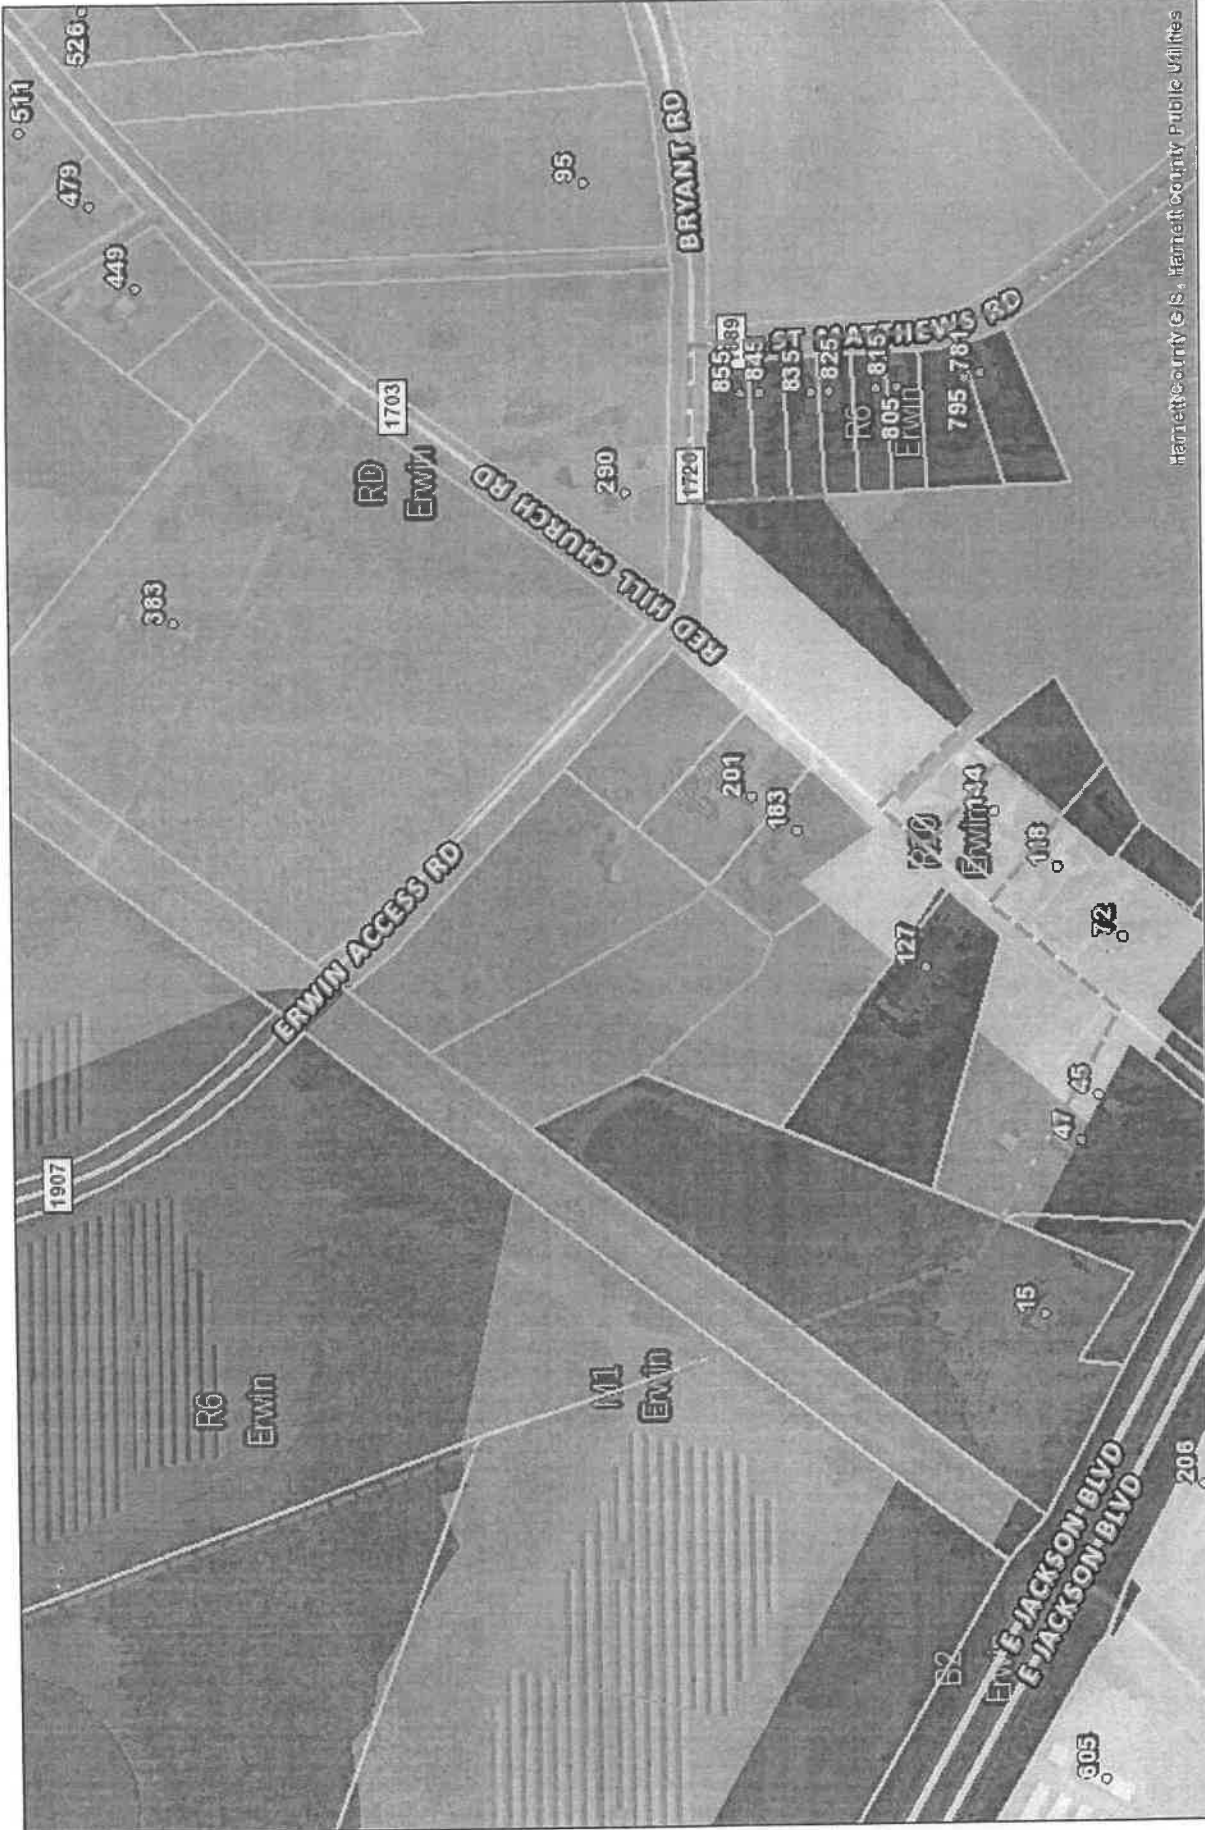 526
511
479
449
95
BRYANT RD
1703
RD
Erwin
ST MATTHEWS RD
855
845
835
825
815
R6
805
Erwin
795
781
290
1720
RED HILL CHURCH RD
383
201
183
ERWIN ACCESS RD
144
Erwin
118
72
127
45
47
1907
15
R6
Erwin
M1
Erwin
E JACKSON BLVD
E JACKSON BLVD
206
B2
605
Harnett County GIS, Harnett County Public Utilities